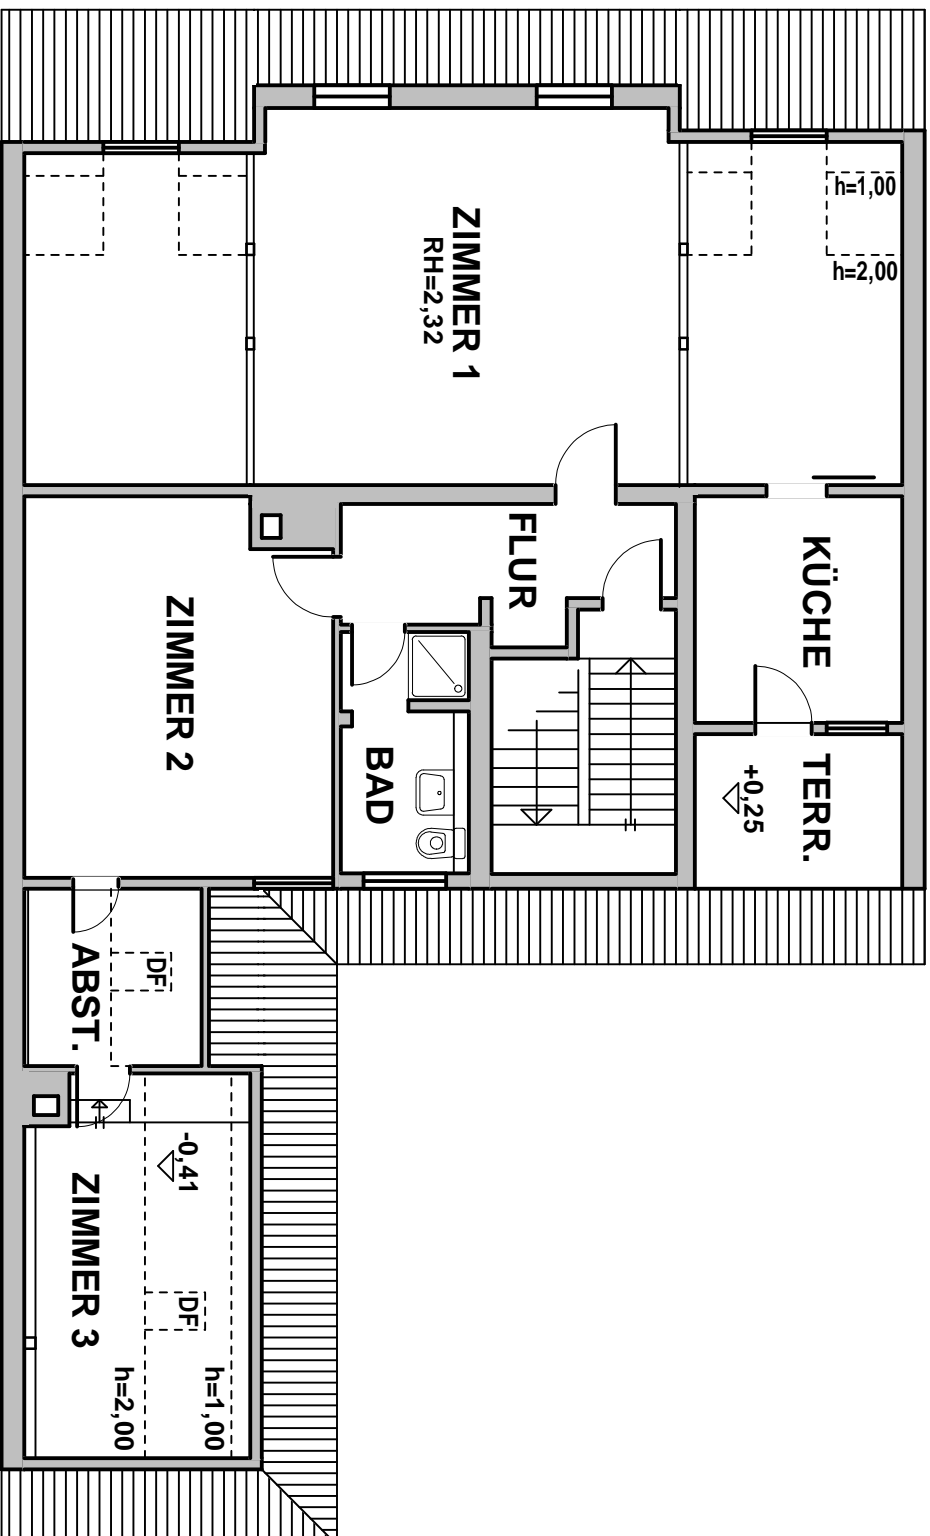 h=1,00
h=2,00
ZIMMER 1
RH=2,32
FLUR
KÜCHE
ZIMMER 2
BAD
TERR.
+0,25
ABST.
DF
-0,41
ZIMMER 3
DF
h=1,00
h=2,00